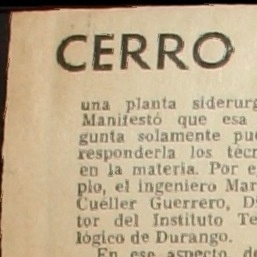 CERRO
una planta siderurg
Manifestó que esa
gunta solamente pue
responderla los técn
en la materia. Por e
plo, el ingeniero Mar
Cuéller Guerrero, D
tor del Instituto Te
lógico de Durango.
En ese aspecto de